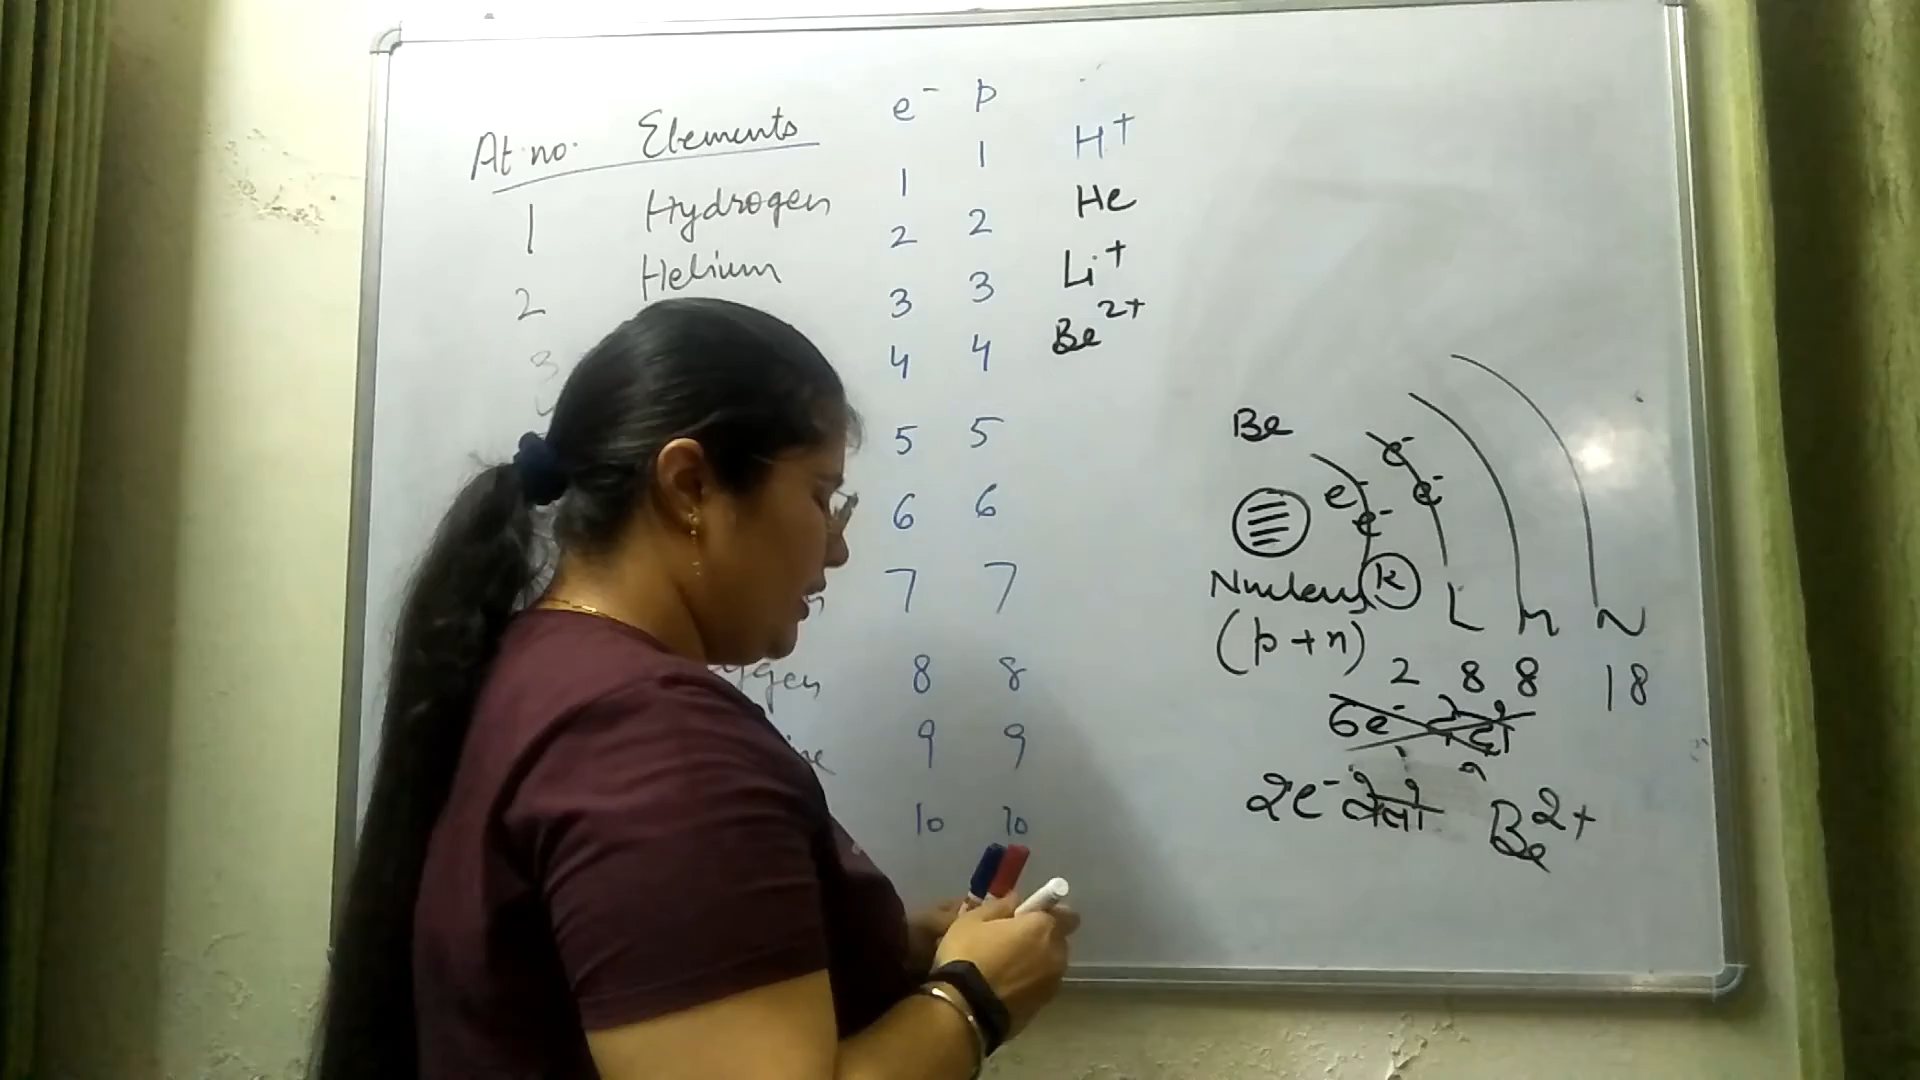 At. no. Elements e⁻ p
1 Hydrogen 1 1 H⁺
2 Helium 2 2 He
3 3 3 Li⁺
4 4 Be²⁺
5 5
6 6
7 7
8 8
9 9
10 10
Be
e⁻ e⁻
e⁻ e⁻
Nucleus K L M N
(p+n) 2 8 8 18
6e⁻
2e⁻ Be²⁺